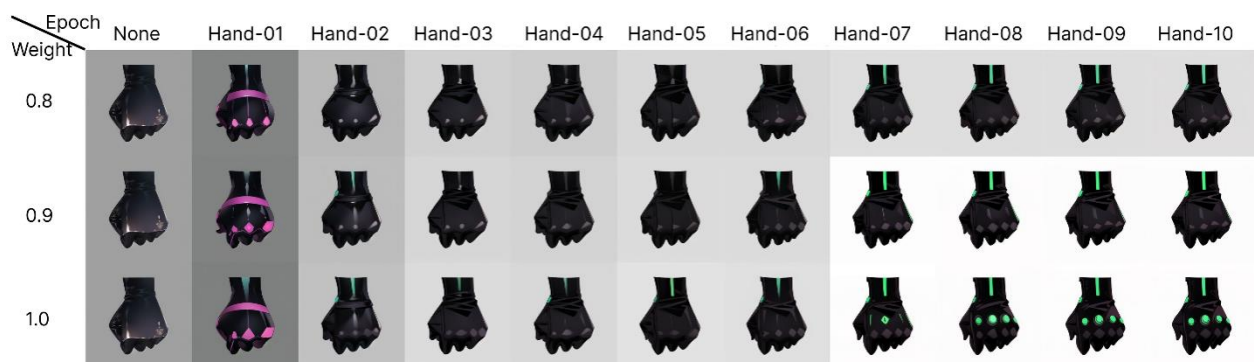 Epoch
Weight
None Hand-01 Hand-02 Hand-03 Hand-04 Hand-05 Hand-06 Hand-07 Hand-08 Hand-09 Hand-10
0.8
0.9
1.0